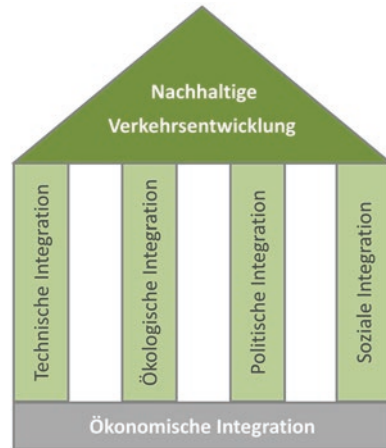 Nachhaltige
Verkehrsentwicklung
Technische Integration
Ökologische Integration
Politische Integration
Soziale Integration
Ökonomische Integration